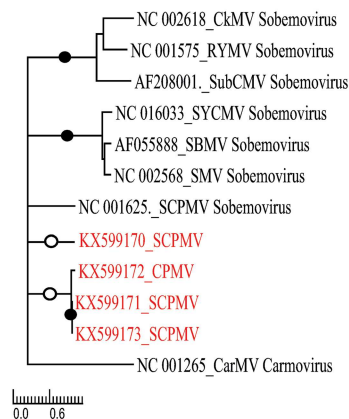 NC 002618_CkMV Sobemovirus
NC 001575_RYMV Sobemovirus
AF208001._SubCMV Sobemovirus
NC 016033_SYCMV Sobemovirus
AF055888_SBMV Sobemovirus
NC 002568_SMV Sobemovirus
NC 001625._SCPMV Sobemovirus
KX599170_SCPMV
KX599172_CPMV
KX599171_SCPMV
KX599173_SCPMV
NC 001265_CarMV Carmovirus
0.0 0.6